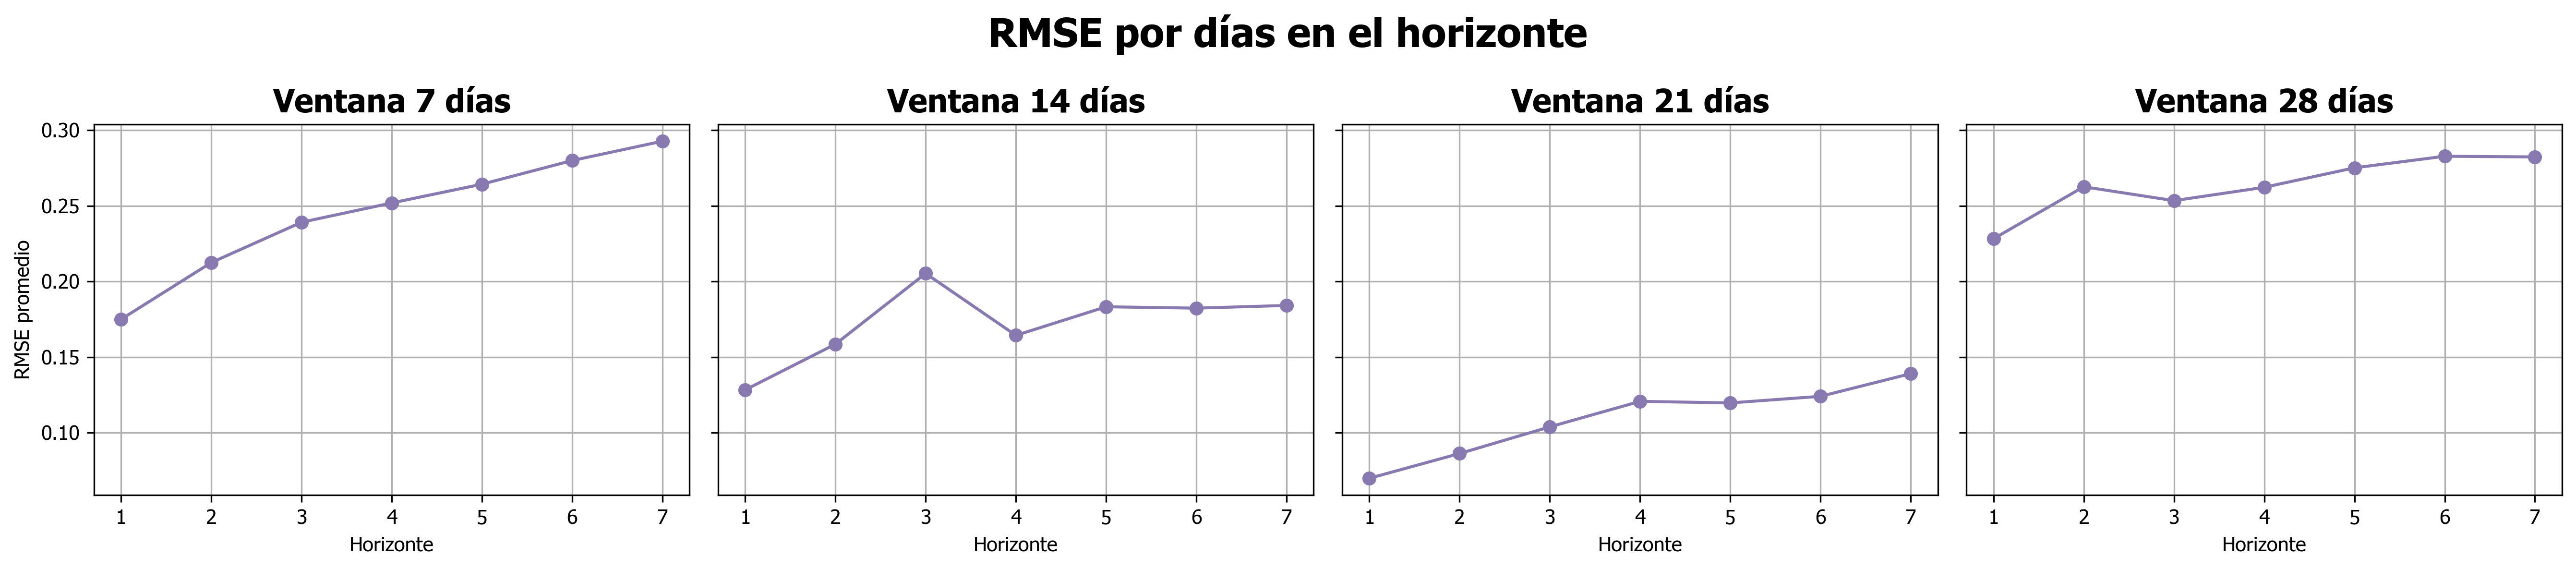 RMSE por días en el horizonte
Ventana 7 días
Ventana 14 días
Ventana 21 días
Ventana 28 días
RMSE promedio
0.30
0.25
0.20
0.15
0.10
1 2 3 4 5 6 7
1 2 3 4 5 6 7
1 2 3 4 5 6 7
1 2 3 4 5 6 7
Horizonte
Horizonte
Horizonte
Horizonte